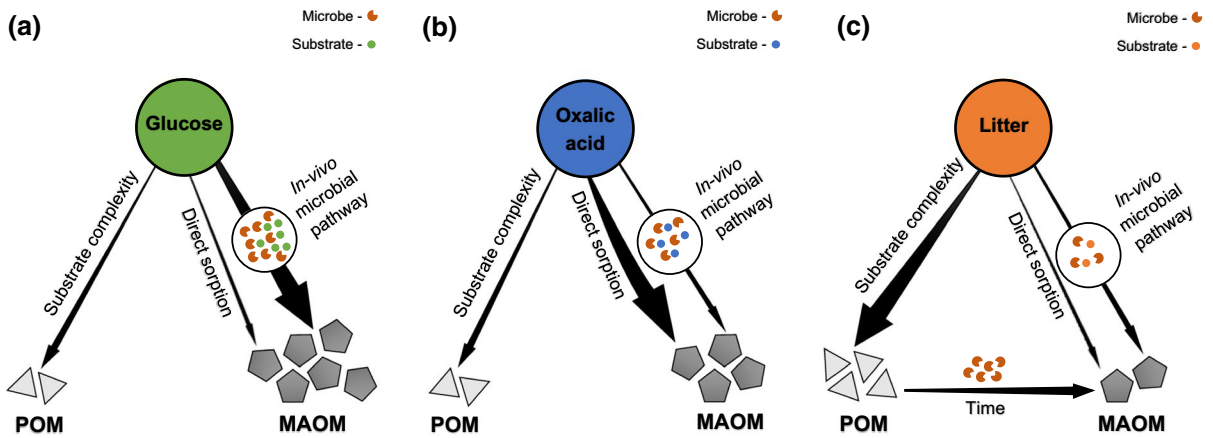 (a)
Microbe -
Substrate -
Glucose
Substrate complexity
Direct sorption
In-vivo
microbial
pathway
POM
MAOM
(b)
Microbe -
Substrate -
Oxalic
acid
Substrate complexity
Direct sorption
In-vivo
microbial
pathway
POM
MAOM
(c)
Microbe -
Substrate -
Litter
Substrate complexity
Direct sorption
In-vivo
microbial
pathway
Time
POM
MAOM